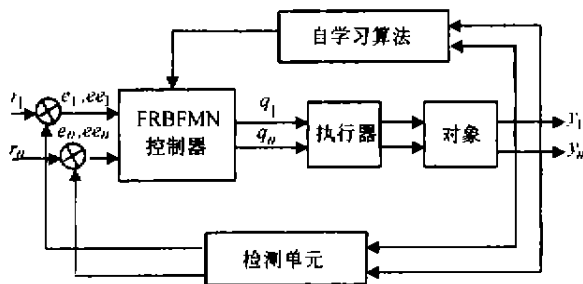 自学习算法
r₁
e₁,ee₁
eₙ,eeₙ
rₙ
FRBFMN
控制器
q₁
qₙ
执行器
对象
y₁
yₙ
检测单元